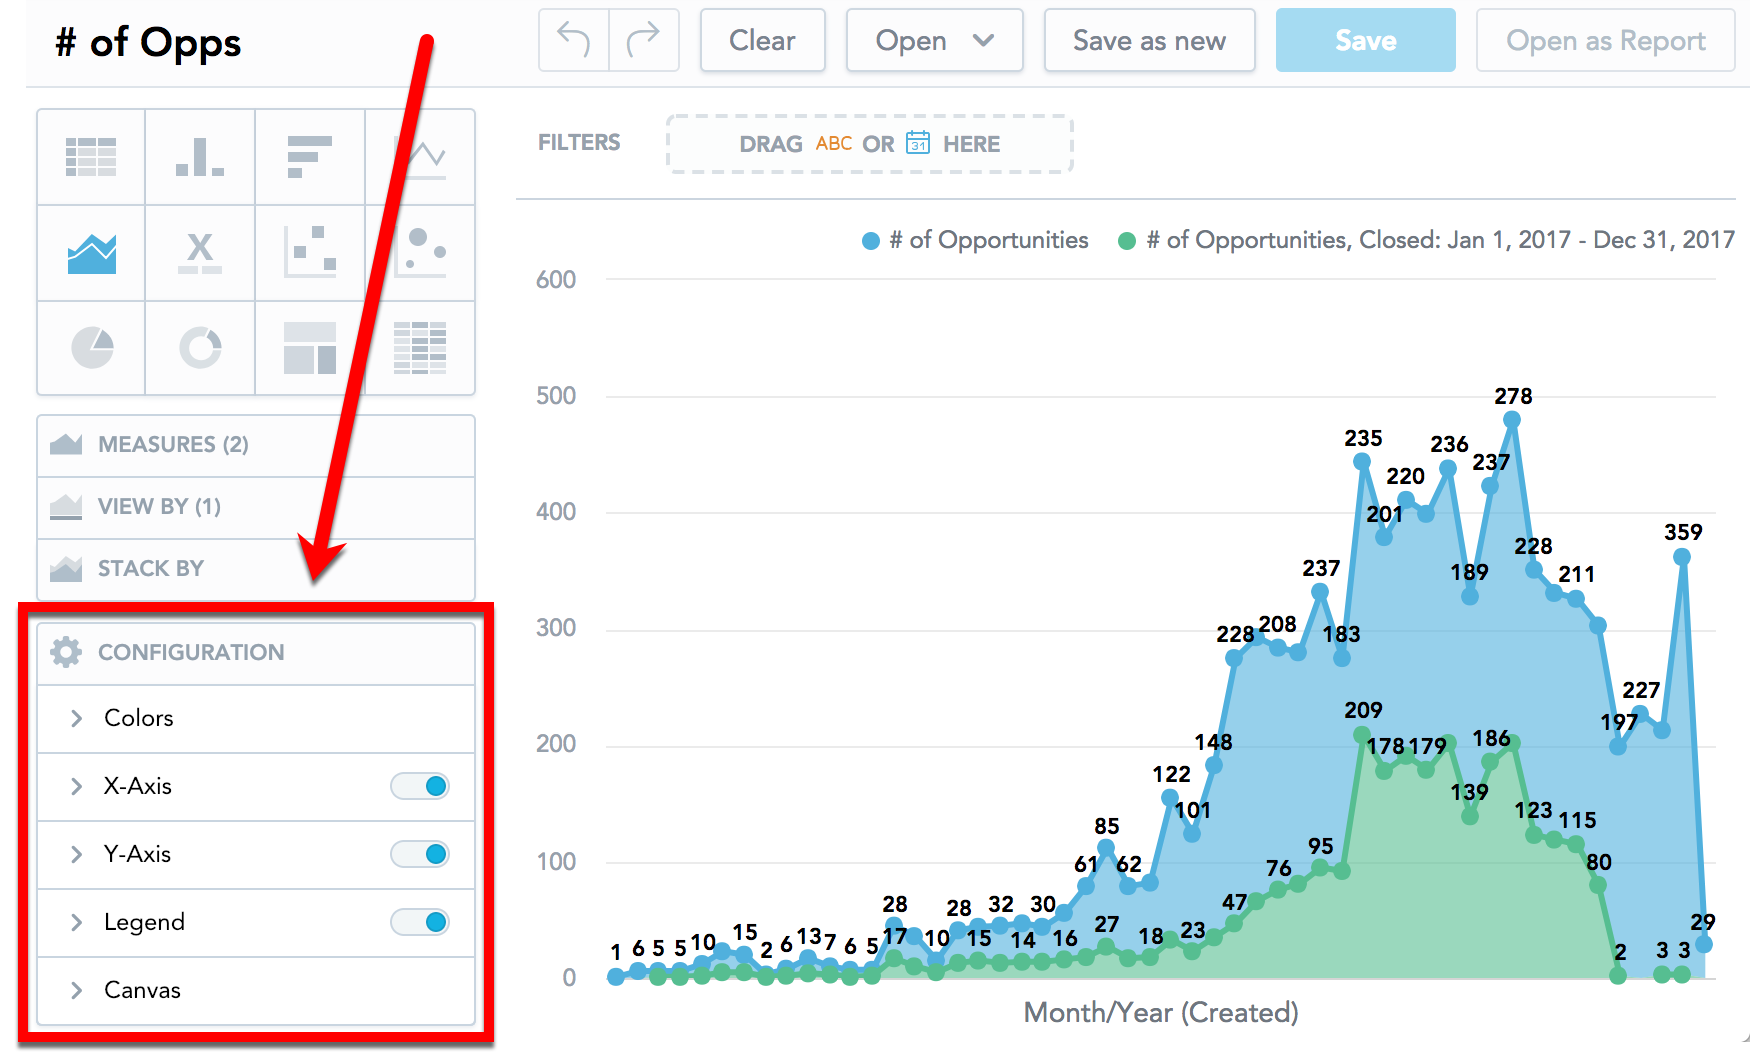 # of Opps
Clear
Open
Save as new
Save
Open as Report
X
FILTERS
DRAG ABC OR 31 HERE
MEASURES (2)
VIEW BY (1)
STACK BY
CONFIGURATION
Colors
X-Axis
Y-Axis
Legend
Canvas
# of Opportunities
# of Opportunities, Closed: Jan 1, 2017 - Dec 31, 2017
600
500
400
300
200
100
0
1 6 5 5 10 15 2 6 13 7 6 5 28 10 28 32 30 61 85 62 122 101 148 228 208 237 183 235 201 220 236 189 237 278 228 211 197 227 359 29
17 15 14 16 27 18 23 47 76 95 209 178 179 139 186 123 115 80 2 3 3
Month/Year (Created)